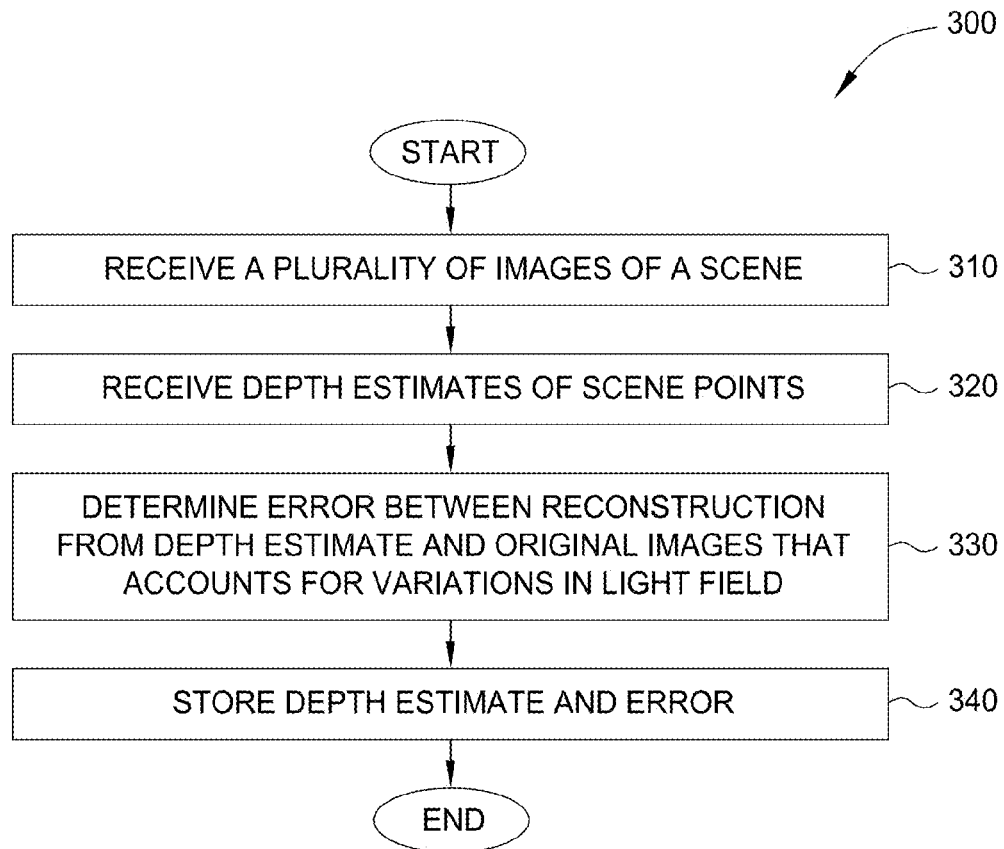 300
START
RECEIVE A PLURALITY OF IMAGES OF A SCENE
310
RECEIVE DEPTH ESTIMATES OF SCENE POINTS
320
DETERMINE ERROR BETWEEN RECONSTRUCTION
FROM DEPTH ESTIMATE AND ORIGINAL IMAGES THAT
ACCOUNTS FOR VARIATIONS IN LIGHT FIELD
330
STORE DEPTH ESTIMATE AND ERROR
340
END